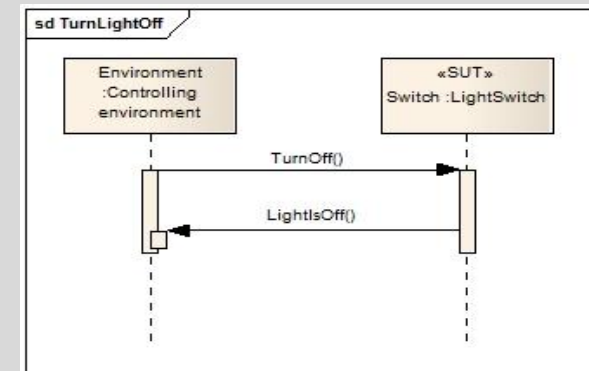 sd TurnLightOff
Environment
:Controlling
environment
«SUT»
Switch :LightSwitch
TurnOff()
LightIsOff()